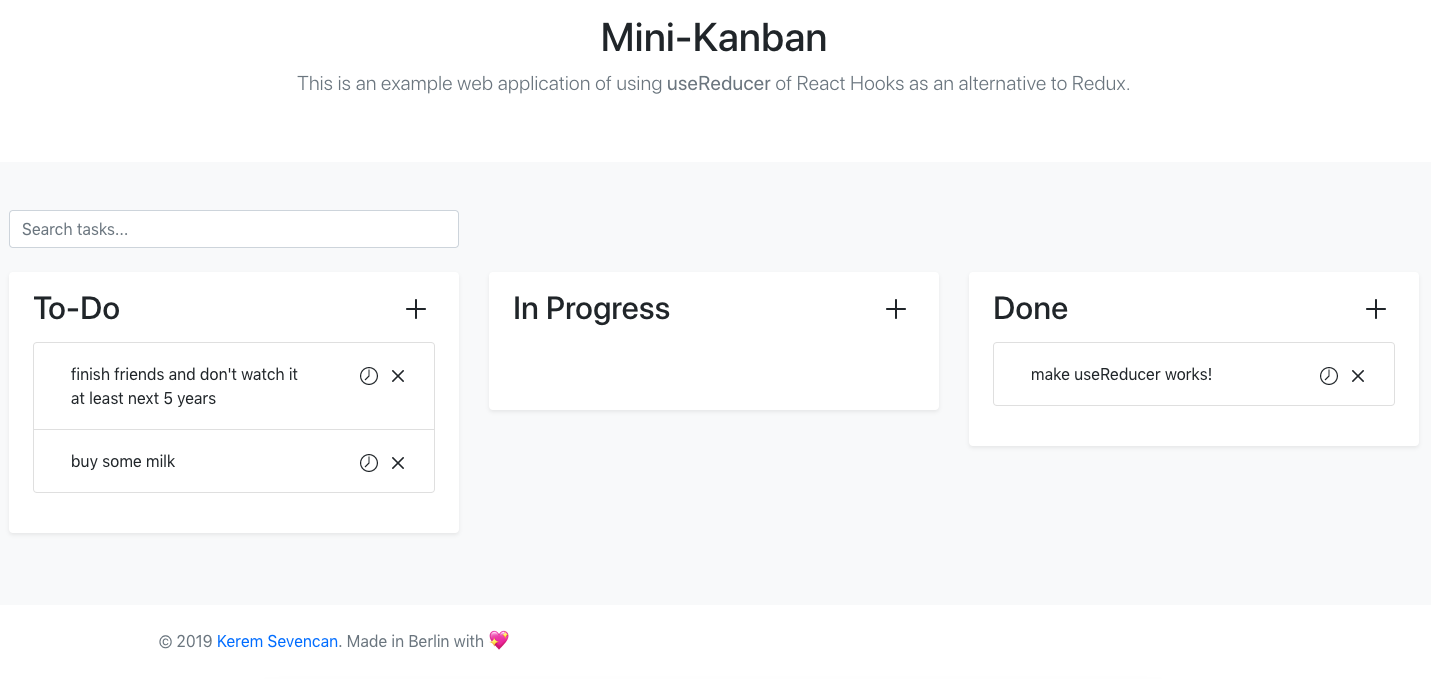 Mini-Kanban
This is an example web application of using useReducer of React Hooks as an alternative to Redux.
Search tasks...
To-Do
finish friends and don't watch it
at least next 5 years
buy some milk
In Progress
Done
make useReducer works!
© 2019 Kerem Sevencan. Made in Berlin with 💖